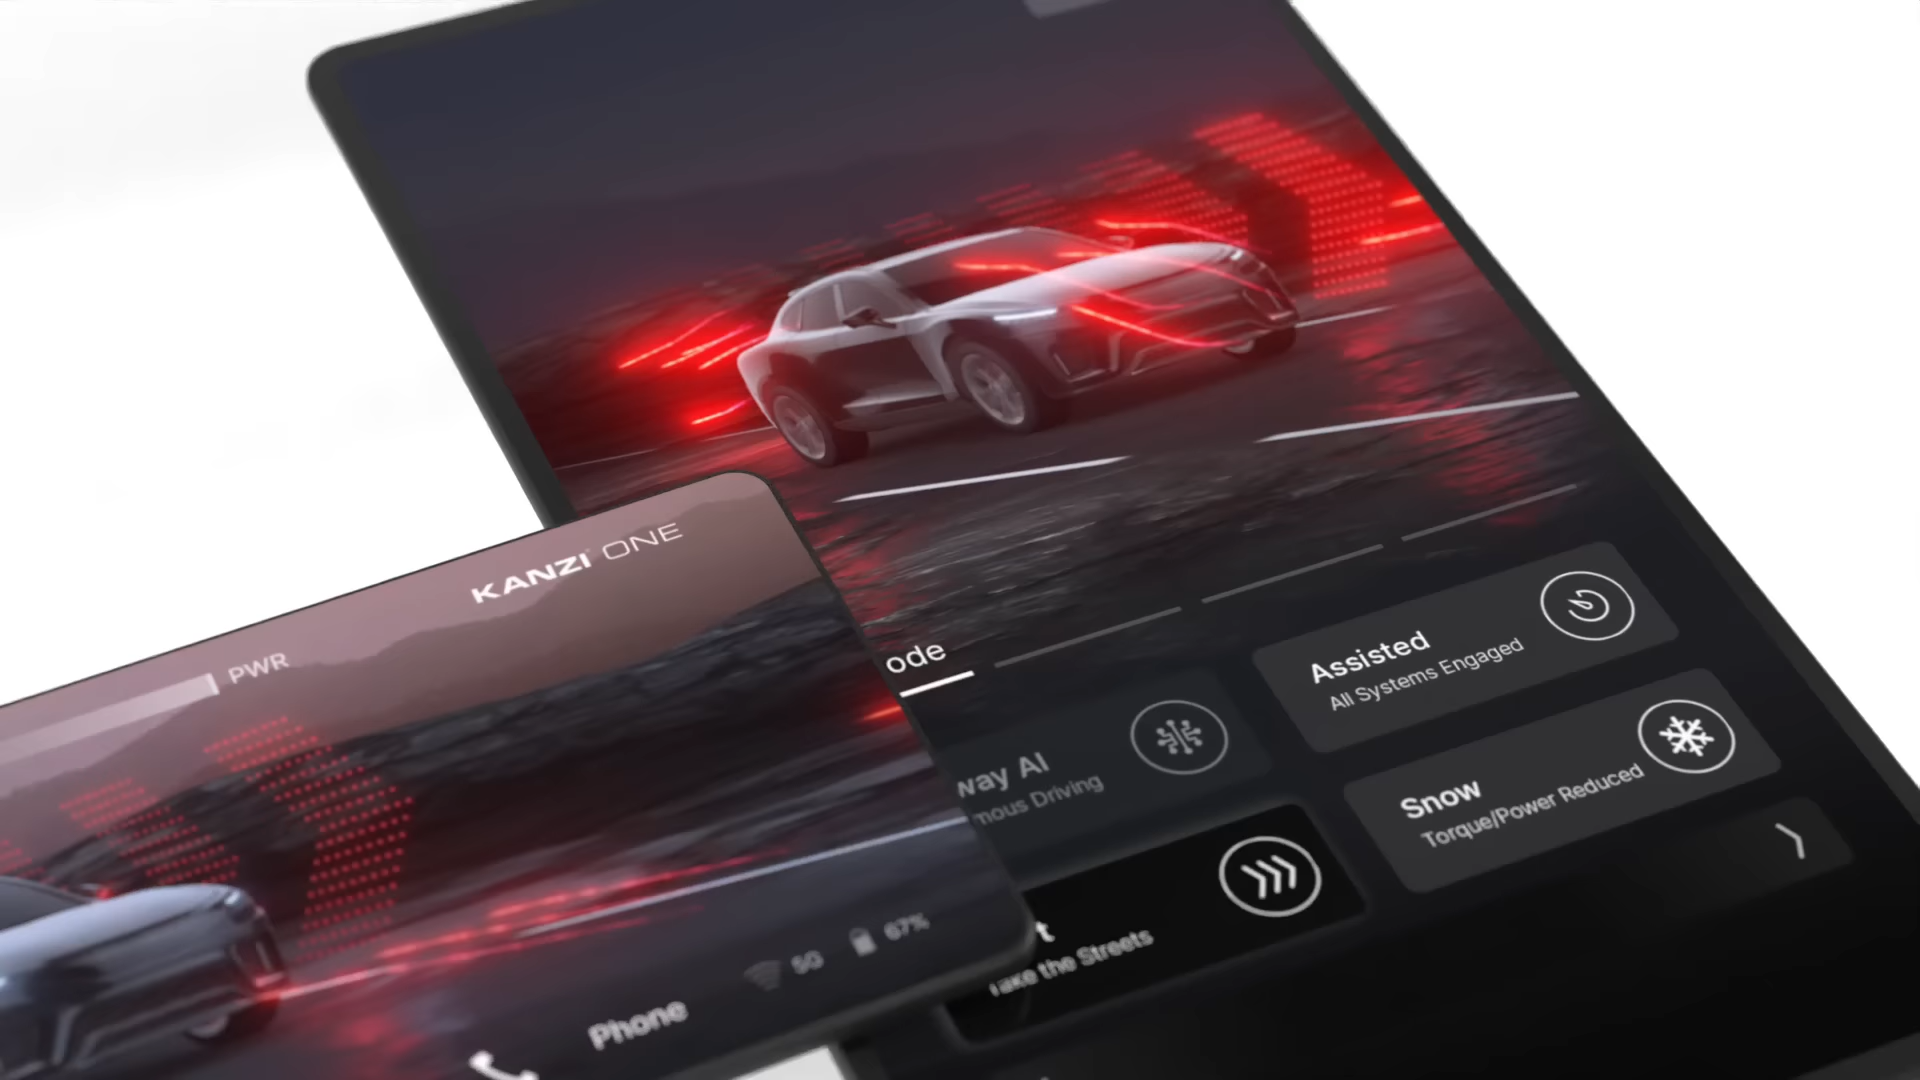 KANZI ONE
PWR
5G 67%
Phone
ode
Assisted
All Systems Engaged
way AI
mous Driving
Snow
Torque/Power Reduced
t
Take the Streets